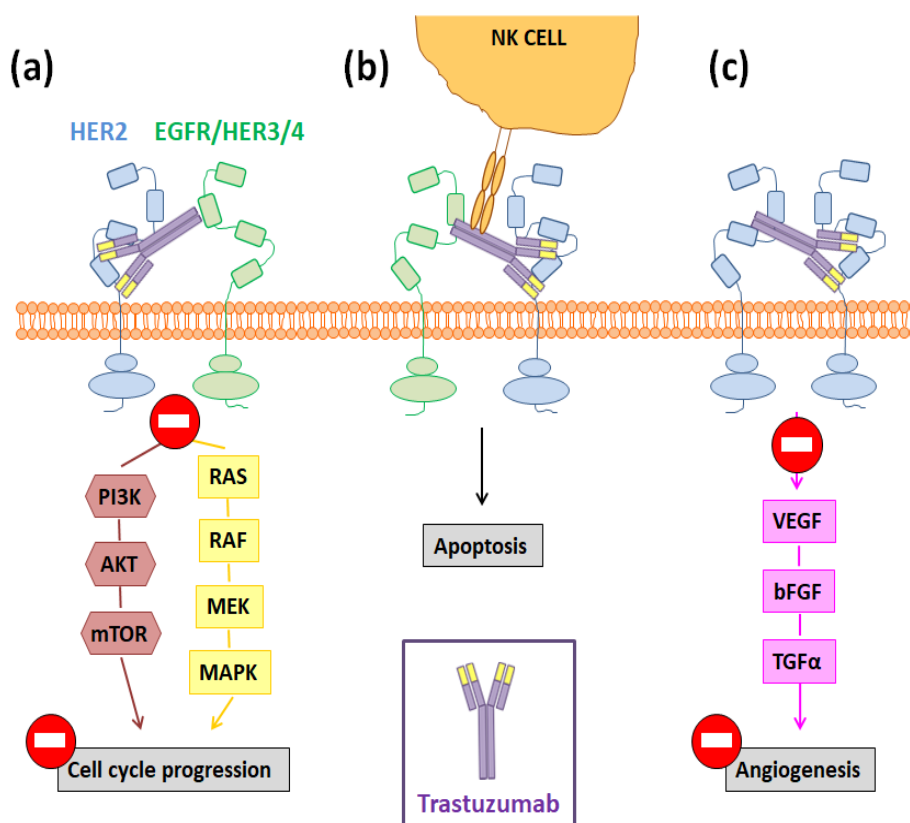 (a)
HER2 EGFR/HER3/4
PI3K
AKT
mTOR
RAS
RAF
MEK
MAPK
Cell cycle progression
(b)
NK CELL
Apoptosis
Trastuzumab
(c)
VEGF
bFGF
TGFα
Angiogenesis